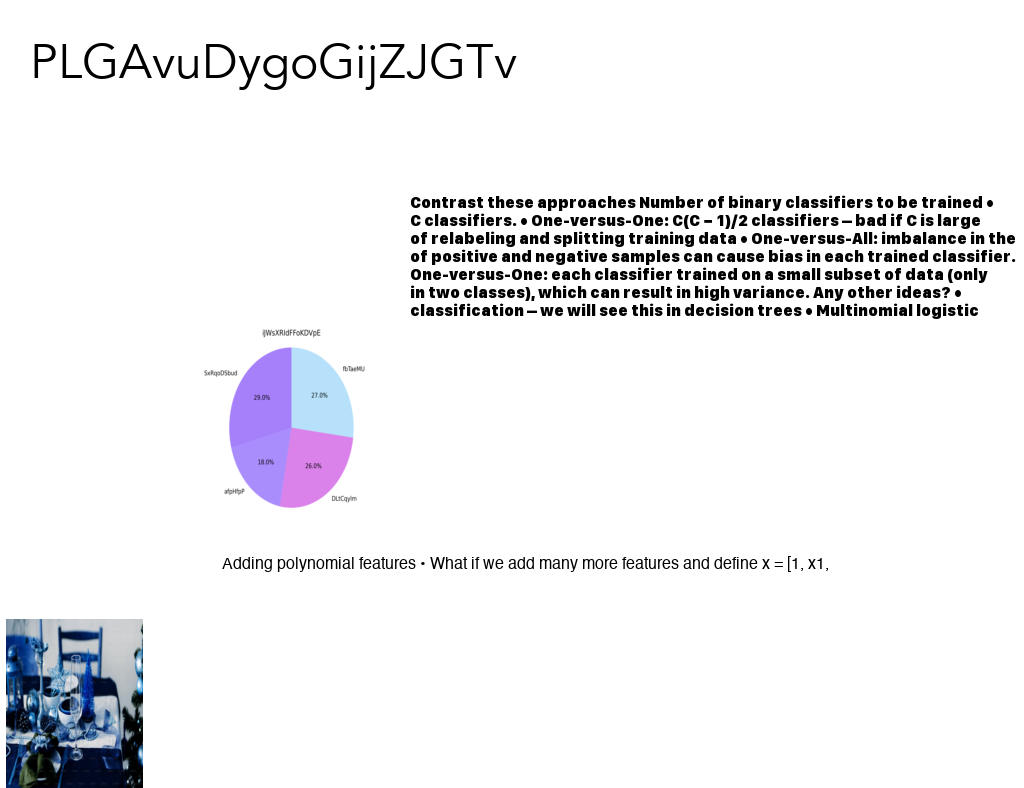 PLGAvuDygoGijZJGTv
Contrast these approaches Number of binary classifiers to be trained •
C classifiers. • One-versus-One: C(C − 1)/2 classifiers – bad if C is large
of relabeling and splitting training data • One-versus-All: imbalance in the
of positive and negative samples can cause bias in each trained classifier.
One-versus-One: each classifier trained on a small subset of data (only
in two classes), which can result in high variance. Any other ideas? •
classification – we will see this in decision trees • Multinomial logistic
ijWsXRIdFFoKDVpE
SxRqoDSbud
fbTaeMU
29.0%
27.0%
18.0%
26.0%
afpHfpP
DLtCqyIm
Adding polynomial features • What if we add many more features and define x = [1, x1,